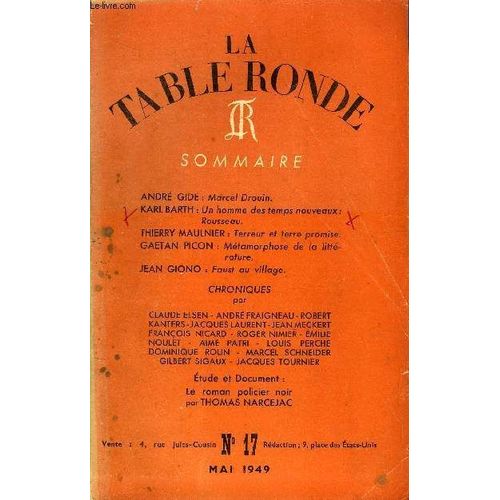 Le-livre.com
LA
TABLE RONDE
TR
SOMMAIRE
ANDRÉ GIDE : Marcel Drouin.
KARL BARTH : Un homme des temps nouveaux :
Rousseau.
THIERRY MAULNIER : Terreur et terre promise.
GAETAN PICON : Métamorphose de la litté-
rature.
JEAN GIONO : Faust au village.
CHRONIQUES
par
CLAUDE ELSEN - ANDRÉ FRAIGNEAU - ROBERT
KANTERS - JACQUES LAURENT - JEAN MECKERT
FRANÇOIS NICARD - ROGER NIMIER - ÉMILIE
NOULET - AIMÉ PATRI - LOUIS PERCHE
DOMINIQUE ROLIN - MARCEL SCHNEIDER
GILBERT SIGAUX - JACQUES TOURNIER
Étude et Document :
Le roman policier noir
par THOMAS NARCEJAC
Vente : 4, rue Jules-Cousin Nº 17 Rédaction : 9, place des États-Unis
MAI 1949